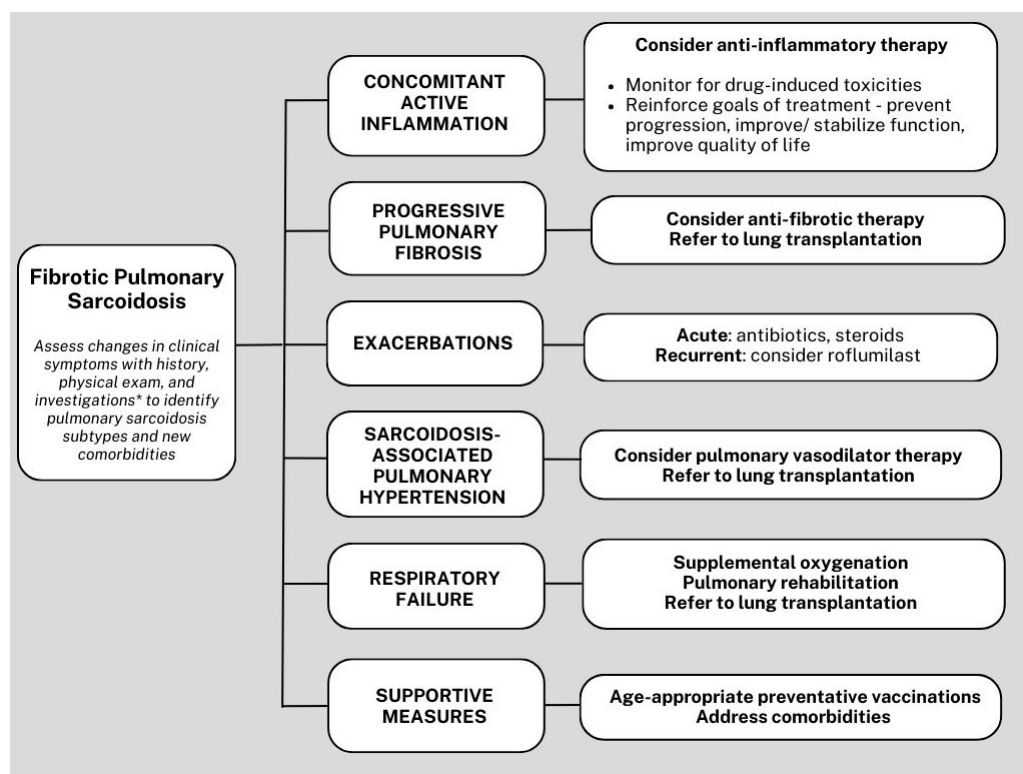 Fibrotic Pulmonary
Sarcoidosis
Assess changes in clinical
symptoms with history,
physical exam, and
investigations* to identify
pulmonary sarcoidosis
subtypes and new
comorbidities
CONCOMITANT
ACTIVE
INFLAMMATION
Consider anti-inflammatory therapy
• Monitor for drug-induced toxicities
• Reinforce goals of treatment - prevent
progression, improve/ stabilize function,
improve quality of life
PROGRESSIVE
PULMONARY
FIBROSIS
Consider anti-fibrotic therapy
Refer to lung transplantation
EXACERBATIONS
Acute: antibiotics, steroids
Recurrent: consider roflumilast
SARCOIDOSIS-
ASSOCIATED
PULMONARY
HYPERTENSION
Consider pulmonary vasodilator therapy
Refer to lung transplantation
RESPIRATORY
FAILURE
Supplemental oxygenation
Pulmonary rehabilitation
Refer to lung transplantation
SUPPORTIVE
MEASURES
Age-appropriate preventative vaccinations
Address comorbidities